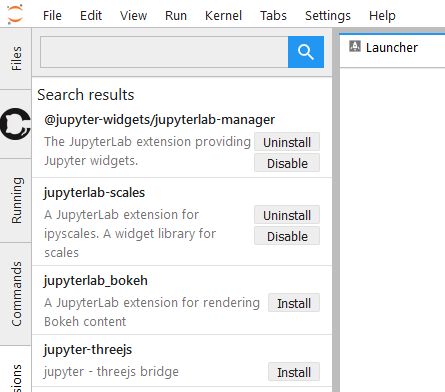 File Edit View Run Kernel Tabs Settings Help
Files
Running
Commands
Launcher
Search results
@jupyter-widgets/jupyterlab-manager
The JupyterLab extension providing
Jupyter widgets.
Uninstall
Disable
jupyterlab-scales
A JupyterLab extension for
ipyscales. A widget library for
scales
Uninstall
Disable
jupyterlab_bokeh
A JupyterLab extension for rendering
Bokeh content
Install
jupyter-threejs
jupyter - threejs bridge
Install